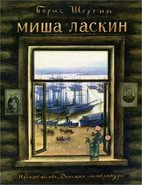 Борис Шергин
МИША ЛАСКИН
Издательство „Детская литература“